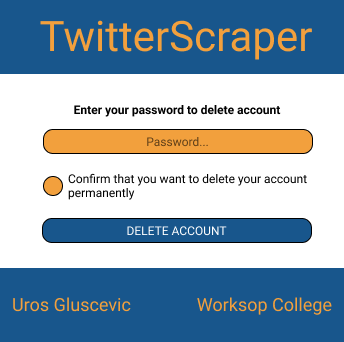 TwitterScraper
Enter your password to delete account
Password...
Confirm that you want to delete your account
permanently
DELETE ACCOUNT
Uros Gluscevic
Worksop College